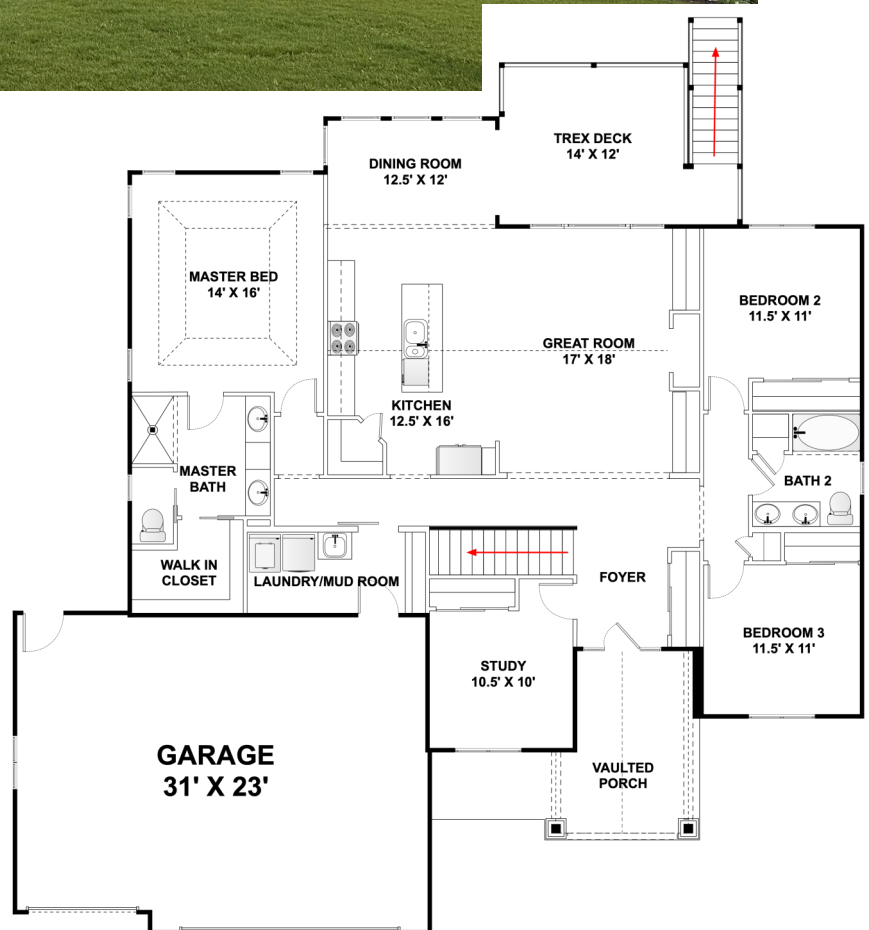 TREX DECK
14' X 12'
DINING ROOM
12.5' X 12'
MASTER BED
14' X 16'
BEDROOM 2
11.5' X 11'
GREAT ROOM
17' X 18'
KITCHEN
12.5' X 16'
MASTER
BATH
BATH 2
WALK IN
CLOSET
LAUNDRY/MUD ROOM
FOYER
BEDROOM 3
11.5' X 11'
STUDY
10.5' X 10'
GARAGE
31' X 23'
VAULTED
PORCH